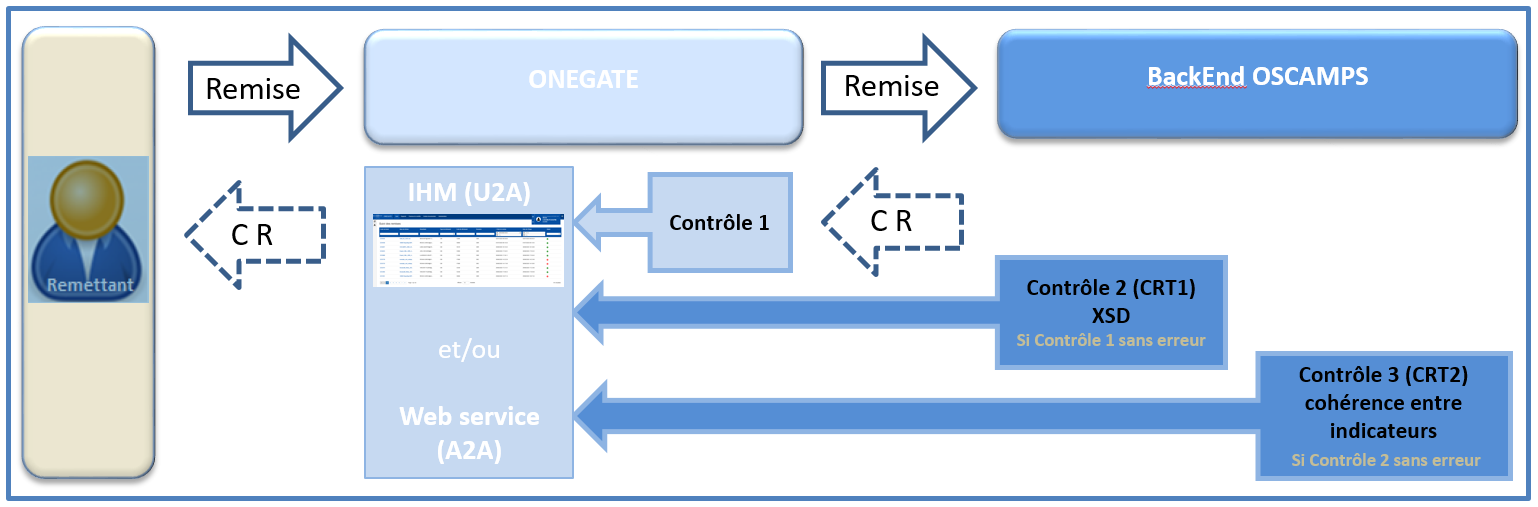 Remise
ONEGATE
Remise
BackEnd OSCAMPS
Remettant
C R
IHM (U2A)
et/ou
Web service
(A2A)
Contrôle 1
C R
Contrôle 2 (CRT1)
XSD
Si Contrôle 1 sans erreur
Contrôle 3 (CRT2)
cohérence entre
indicateurs
Si Contrôle 2 sans erreur